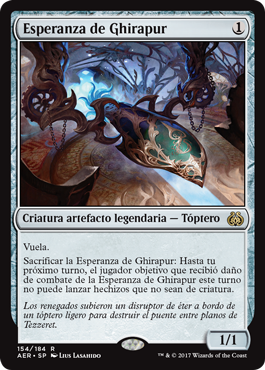 Esperanza de Ghirapur 1
Criatura artefacto legendaria — Tóptero
Vuela.
Sacrificar la Esperanza de Ghirapur: Hasta tu
próximo turno, el jugador objetivo que recibió daño
de combate de la Esperanza de Ghirapur este turno
no puede lanzar hechizos que no sean de criatura.
Los renegados subieron un disruptor de éter a bordo de
un tóptero ligero para destruir el puente entre planos de
Tezzeret.
1/1
154/184 R
AER • SP Lius Lasahido
™ & © 2017 Wizards of the Coast